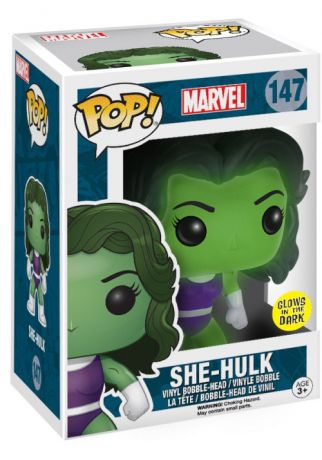 POP!
MARVEL
147
POP!
SHE-HULK
147
GLOWS
IN THE
DARK
SHE-HULK
VINYL BOBBLE-HEAD / VINYLE BOBBLE
LA TÊTE / BOBBLE-HEAD DE VINIL
WARNING! Choking Hazard.
May contain small parts.
AGE
3+